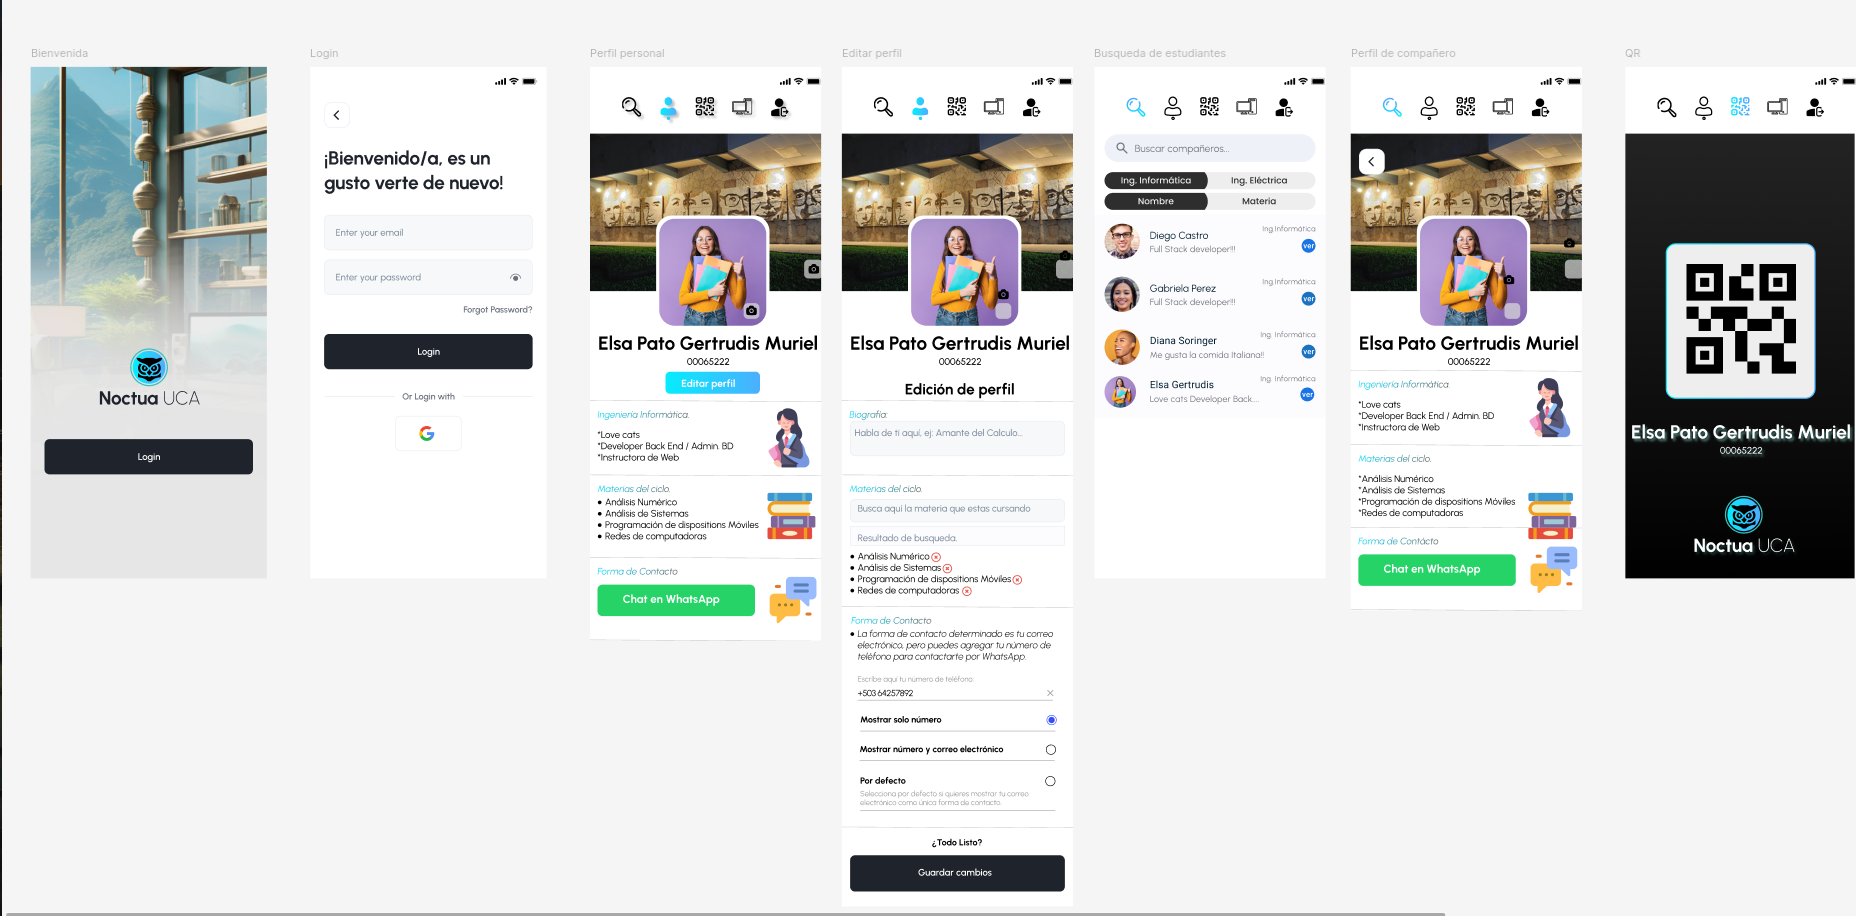 Bienvenida
Noctua UCA
Login
Login
¡Bienvenido/a, es un
gusto verte de nuevo!
Enter your email
Enter your password
Forgot Password?
Login
Or Login with
Perfil personal
Elsa Pato Gertrudis Muriel
00065222
Editar perfil
Ingeniería Informática.
*Love cats
*Developer Back End / Admin. BD
*Instructora de Web
Materias del ciclo.
• Análisis Numérico
• Análisis de Sistemas
• Programación de dispositions Móviles
• Redes de computadoras
Forma de Contacto
Chat en WhatsApp
Editar perfil
Elsa Pato Gertrudis Muriel
00065222
Edición de perfil
Biografía:
Habla de ti aquí, ej: Amante del Calculo...
Materias del ciclo.
Busca aquí la materia que estas cursando
Resultado de busqueda.
• Análisis Numérico
• Análisis de Sistemas
• Programación de dispositions Móviles
• Redes de computadoras
Forma de Contacto
• La forma de contacto determinado es tu correo
electrónico, pero puedes agregar tu número de
teléfono para contactarte por WhatsApp.
Escribe aquí tu número de teléfono:
+503 64257892
Mostrar solo número
Mostrar número y correo electrónico
Por defecto
Selecciona por defecto si quieres mostrar tu correo
electrónico como única forma de contacto.
¿Todo Listo?
Guardar cambios
Busqueda de estudiantes
Buscar compañeros...
Ing. Informática
Ing. Eléctrica
Nombre
Materia
Diego Castro
Ing.Informática
Full Stack developer!!!
ver
Gabriela Perez
Ing.Informática
Full Stack developer!!!
ver
Diana Soringer
Ing. Informática
Me gusta la comida Italiana!!
ver
Elsa Gertrudis
Ing. Informática
Love cats Developer Back...
ver
Perfil de compañero
Elsa Pato Gertrudis Muriel
00065222
Ingeniería Informática
*Love cats
*Developer Back End / Admin. BD
*Instructora de Web
Materias del ciclo.
*Análisis Numérico
*Análisis de Sistemas
*Programación de dispositions Móviles
*Redes de computadoras
Forma de Contácto
Chat en WhatsApp
QR
Elsa Pato Gertrudis Muriel
00065222
Noctua UCA